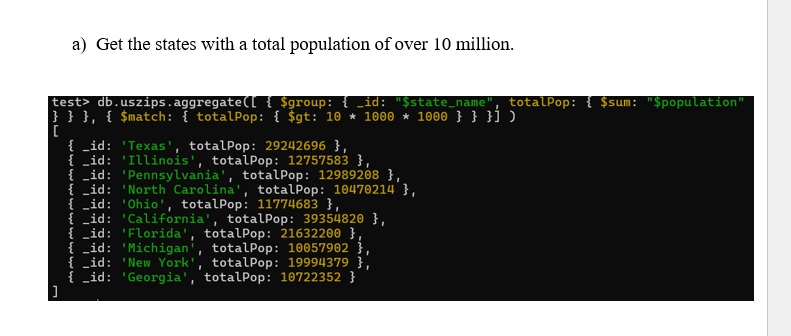 a) Get the states with a total population of over 10 million.
test> db.uszips.aggregate([ { $group: { _id: "$state_name", totalPop: { $sum: "$population"
} } }, { $match: { totalPop: { $gt: 10 * 1000 * 1000 } } }] )
[
{ _id: 'Texas', totalPop: 29242696 },
{ _id: 'Illinois', totalPop: 12757583 },
{ _id: 'Pennsylvania', totalPop: 12989208 },
{ _id: 'North Carolina', totalPop: 10470214 },
{ _id: 'Ohio', totalPop: 11774683 },
{ _id: 'California', totalPop: 39354820 },
{ _id: 'Florida', totalPop: 21632200 },
{ _id: 'Michigan', totalPop: 10057902 },
{ _id: 'New York', totalPop: 19994379 },
{ _id: 'Georgia', totalPop: 10722352 }
]